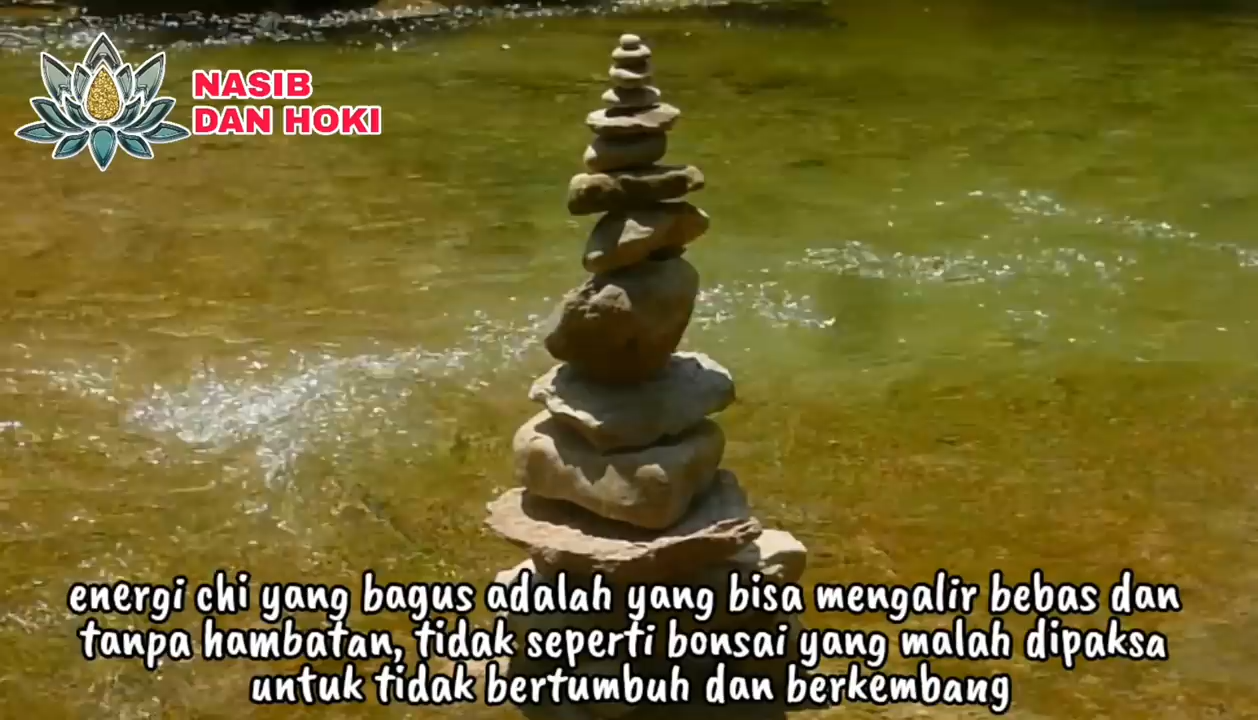 NASIB
DAN HOKI
energi chi yang bagus adalah yang bisa mengalir bebas dan
tanpa hambatan, tidak seperti bonsai yang malah dipaksa
untuk tidak bertumbuh dan berkembang